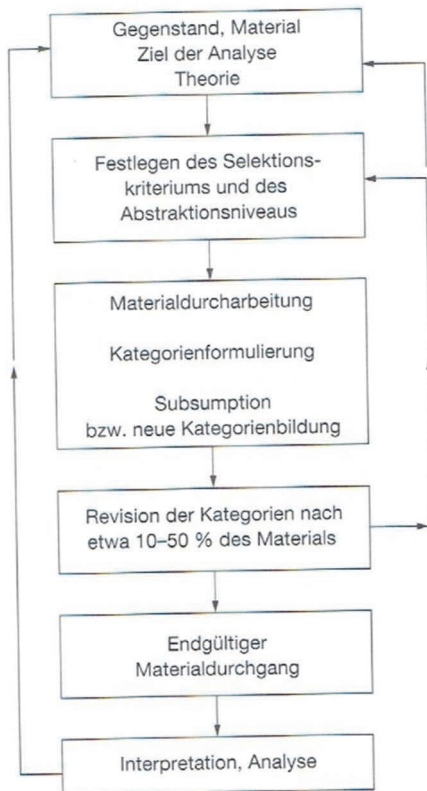 Gegenstand, Material
Ziel der Analyse
Theorie
Festlegen des Selektions-
kriteriums und des
Abstraktionsniveaus
Materialdurcharbeitung
Kategorienformulierung
Subsumption
bzw. neue Kategorienbildung
Revision der Kategorien nach
etwa 10–50 % des Materials
Endgültiger
Materialdurchgang
Interpretation, Analyse